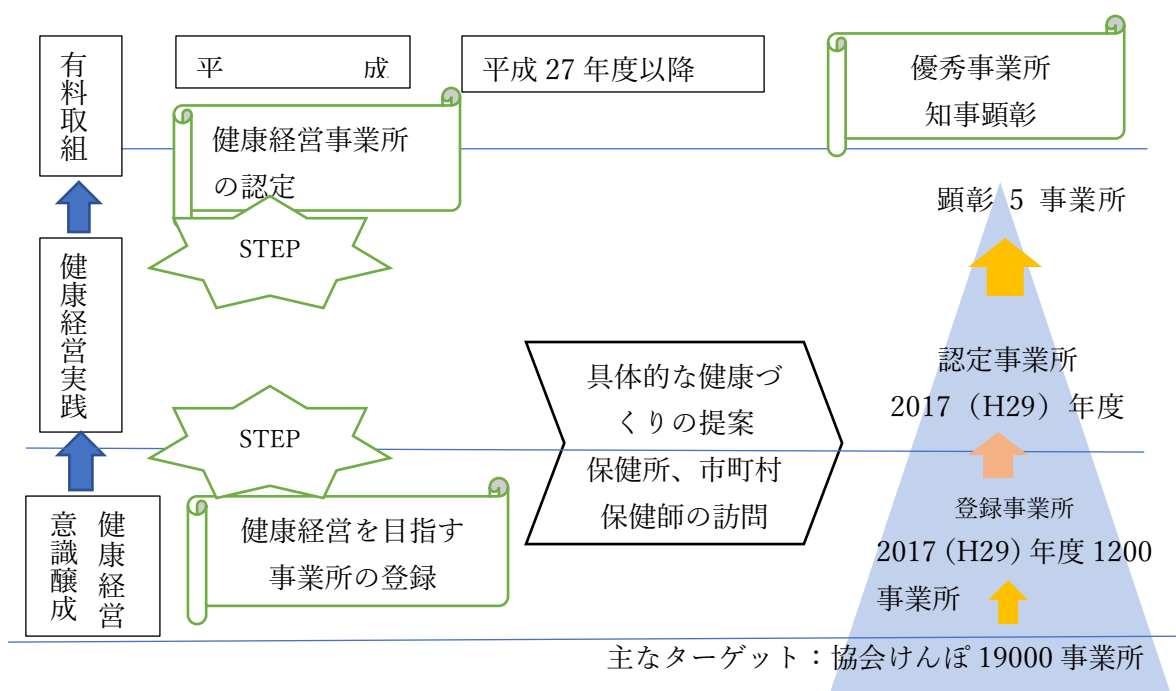 有料取組
平成
平成 27 年度以降
優秀事業所
知事顕彰
健康経営事業所
の認定
STEP
顕彰 5 事業所
健康経営実践
具体的な健康づ
くりの提案
保健所、市町村
保健師の訪問
認定事業所
2017（H29）年度
STEP
健康経営
意識醸成
健康経営を目指す
事業所の登録
登録事業所
2017（H29）年度 1200
事業所
主なターゲット：協会けんぽ 19000 事業所